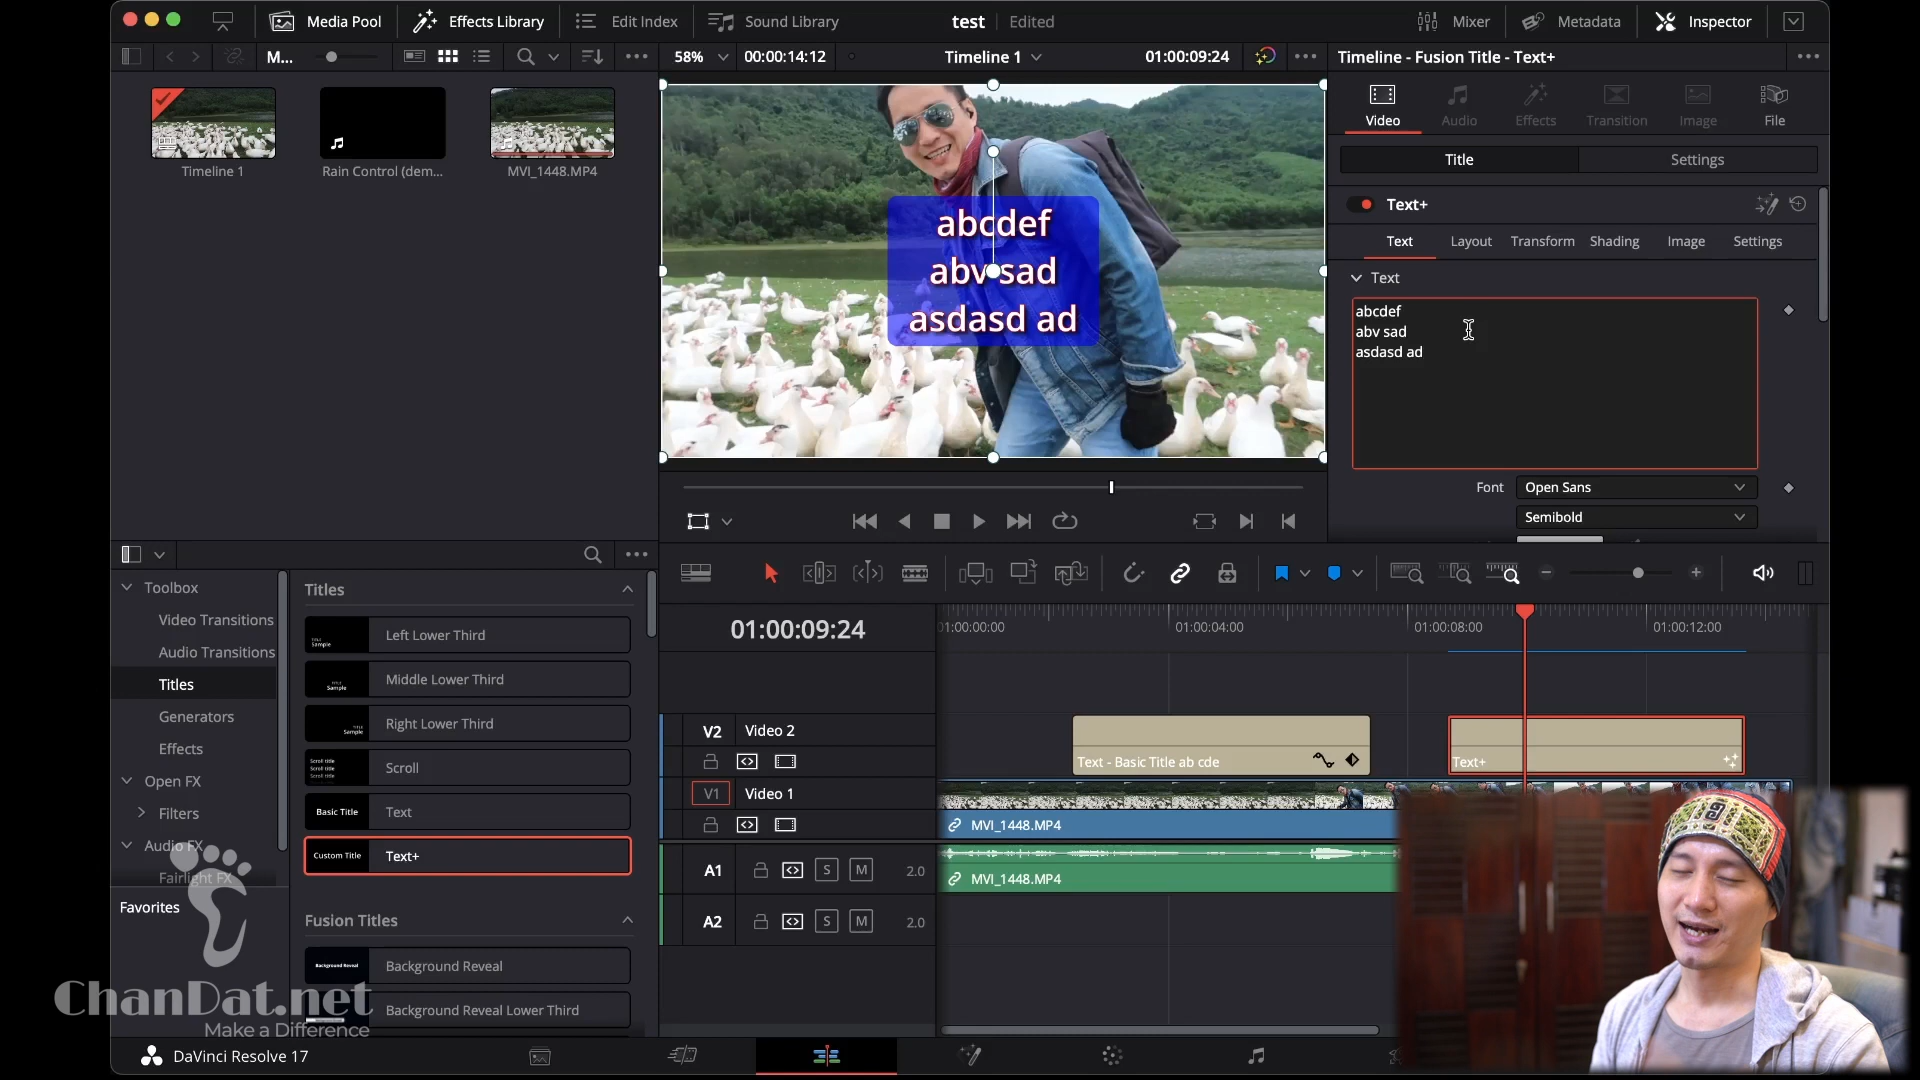 Media Pool
Effects Library
Edit Index
Sound Library
test
Edited
Mixer
Metadata
Inspector
M...
58%
00:00:14:12
Timeline 1
01:00:09:24
Timeline - Fusion Title - Text+
Timeline 1
Rain Control (dem...
MVI_1448.MP4
Video
Audio
Effects
Transition
Image
File
Title
Settings
Text+
Text
Layout
Transform
Shading
Image
Settings
Text
abcdef
abv sad
asdasd ad
abcdef
abv sad
asdasd ad
Font
Open Sans
Semibold
Toolbox
Video Transitions
Audio Transitions
Titles
Generators
Effects
Open FX
Filters
Audio FX
Fairlight FX
Favorites
Titles
Left Lower Third
Middle Lower Third
Right Lower Third
Scroll
Basic Title
Text
Custom Title
Text+
Fusion Titles
Background Reveal
Background Reveal
Background Reveal Lower Third
01:00:09:24
01:00:00:00
01:00:04:00
01:00:08:00
01:00:12:00
V2
Video 2
Text - Basic Title ab cde
Text+
V1
Video 1
MVI_1448.MP4
A1
S
M
2.0
MVI_1448.MP4
A2
S
M
2.0
ChanDat.net
Make a Difference
DaVinci Resolve 17